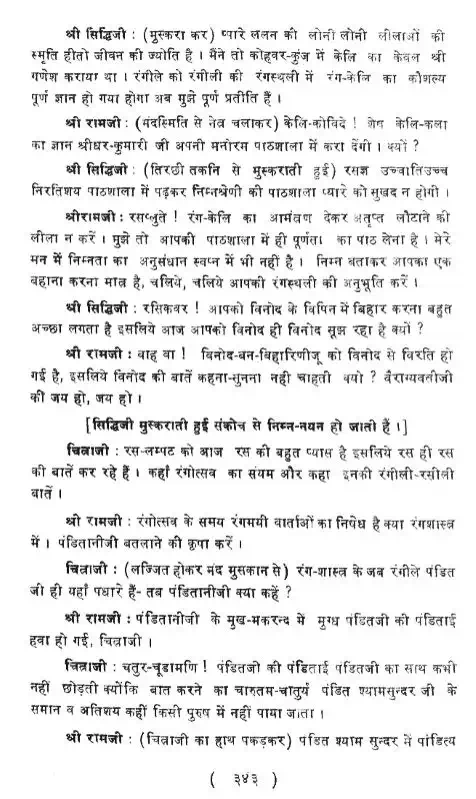 श्री सिद्धिजी : (मुस्करा कर) प्यारे ललन की लोनी लोनी लीलाओं की
स्मृति हीतो जीवन की ज्योति है । मैंने तो कोहवर-कुंज में केलि का केवल श्री
गणेश कराया था । रंगीले को रंगीली की रंगस्थली में रंग-केलि का कौशल्य
पूर्ण ज्ञान हो गया होगा अब मुझे पूर्ण प्रतीति हैं ।
श्री रामजी : (मंदस्मिति से नेत्र चलाकर) केलि-कोविदे ! शेष केलि-कला
का ज्ञान श्रीधर-कुमारी जी अपनी मनोरम पाठशाला में करा देंगी । क्यों ?
श्री सिद्धिजी : (तिरछी तकनि से मुस्कराती हुई) रसज्ञ उच्चातिउच्च
निरतिशय पाठशाला में पढ़कर निम्नश्रेणी की पाठशाला प्यारे को सुखद न होगी ।
श्रीरामजी : रसप्लुते ! रंग-केलि का आमंत्रण देकर अतृप्त लौटाने की
लीला न करें । मुझे तो आपकी पाठशाला में ही पूर्णता का पाठ लेना है । मेरे
मन में निम्नता का अनुसंधान स्वप्न में भी नहीं है । निम्न बताकर आपका एक
बहाना करना मात्र है, चलिये, चलिये आपकी रंगस्थली की अनुभूति करें ।
श्री सिद्धिजी : रसिकवर ! आपको विनोद के विपिन में बिहार करना बहुत
अच्छा लगता है इसलिये आज आपको विनोद ही विनोद सूझ रहा है क्यों ?
श्री रामजी : वाह वा ! विनोद-वन-बिहारिणीजू को विनोद से विरति हो
गई है, इसलिये विनोद की बातें कहना-सुनना नही चाहती क्यो ? वैराग्यवतीजी
की जय हो, जय हो ।
[सिद्धिजी मुस्कराती हुई संकोच से निम्न-नयन हो जाती हैं ।]
चित्राजी : रस-लम्पट को आज रस की बहुत प्यास है इसलिये रस ही रस
की बातें कर रहे हैं । कहाँ रंगोत्सव का संयम और कहा इनकी रंगीली-रसीली
बातें ।
श्री रामजी : रंगोत्सव के समय रंगमयी वार्ताओं का निषेध है क्या रंगशास्त्र
में । पंडितानीजी बतलाने की कृपा करें ।
चित्राजी : (लज्जित होकर मंद मुसकान से) रंग-शास्त्र के जब रंगीले पंडित
जी ही यहाँ पधारे हैं- तब पंडितानीजी क्या कहें ?
श्री रामजी : पंडितानीजी के मुख-मकरन्द में मुग्ध पंडितजी की पंडिताई
हवा हो गई, चित्राजी ।
चित्राजी : चतुर-चूडामणि ! पंडितजी की पंडिताई पंडितजी का साथ कभी
नहीं छोड़ती क्योंकि बात करने का चारुतम-चातुर्य पंडित श्यामसुन्दर जी के
समान व अतिशय कहीं किसी पुरुष में नहीं पाया जाता ।
श्री रामजी : (चित्राजी का हाथ पकड़कर) पंडित श्याम सुन्दर में पांडित्य
( ३४३ )